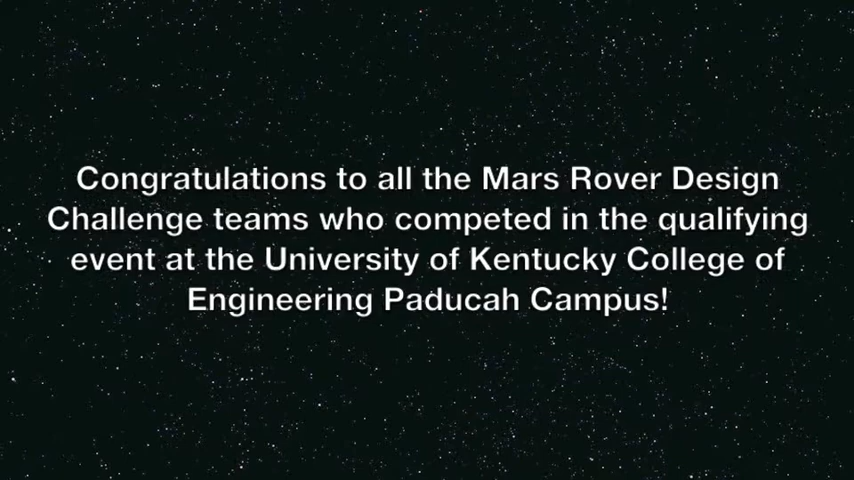 Congratulations to all the Mars Rover Design
Challenge teams who competed in the qualifying
event at the University of Kentucky College of
Engineering Paducah Campus!